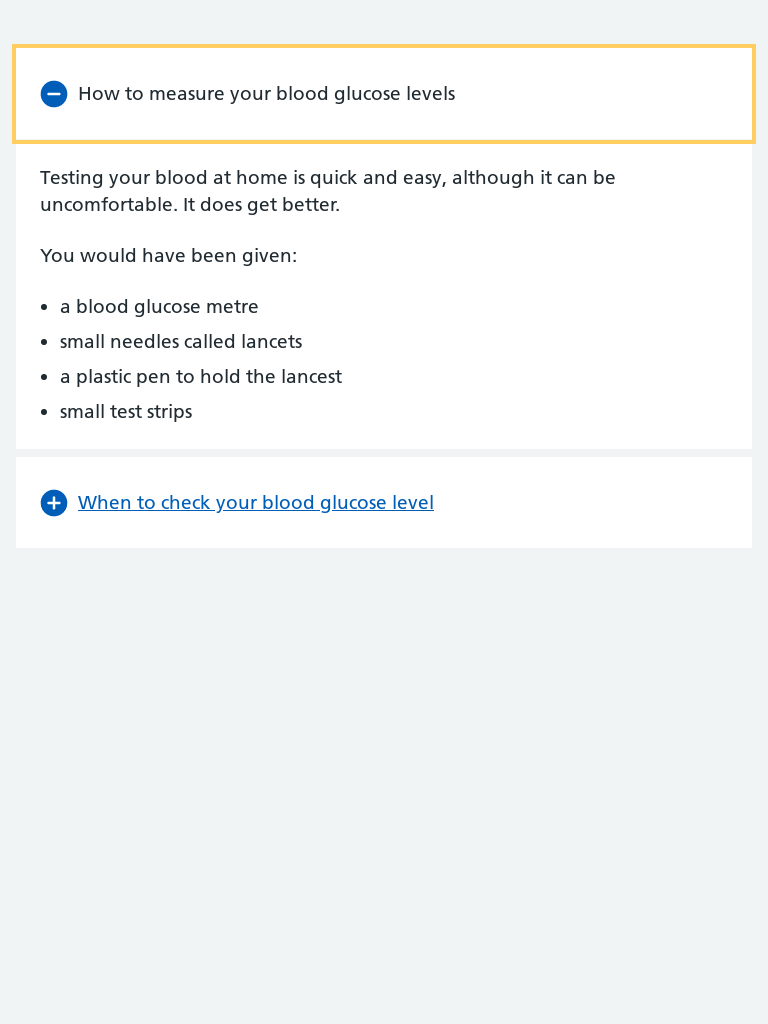 How to measure your blood glucose levels
Testing your blood at home is quick and easy, although it can be
uncomfortable. It does get better.
You would have been given:
a blood glucose metre
small needles called lancets
a plastic pen to hold the lancest
small test strips
When to check your blood glucose level